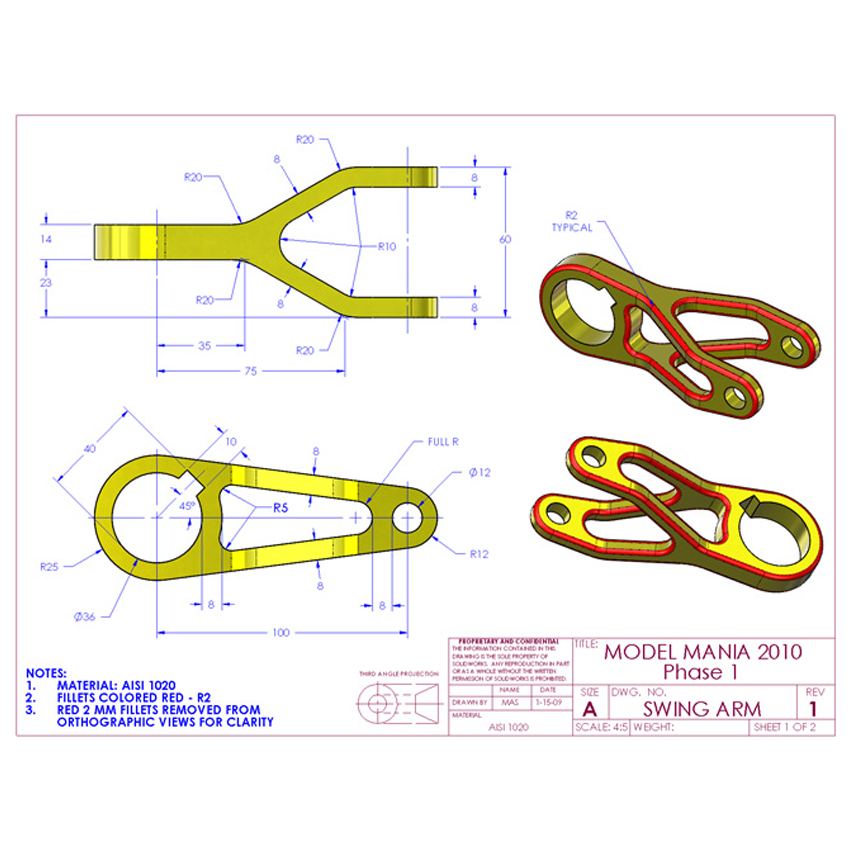 R20
8
R20
8
14
R10
60
23
8
R20
8
R20
35
75
R2
TYPICAL
40
10
8
FULL R
Ø12
45°
R5
R25
R12
Ø36
8
8
8
100
NOTES:
1. MATERIAL: AISI 1020
2. FILLETS COLORED RED - R2
3. RED 2 MM FILLETS REMOVED FROM
ORTHOGRAPHIC VIEWS FOR CLARITY
THIRD ANGLE PROJECTION
PROPRIETARY AND CONFIDENTIAL
THE INFORMATION CONTAINED IN THIS
DRAWING IS THE SOLE PROPERTY OF
SOLIDWORKS. ANY REPRODUCTION IN PART
OR AS A WHOLE WITHOUT THE WRITTEN
PERMISSION OF SOLIDWORKS IS PROHIBITED.
NAME DATE
DRAWN BY MAS 1-15-09
MATERIAL
AISI 1020
TITLE:
MODEL MANIA 2010
Phase 1
SIZE DWG. NO. REV
A SWING ARM 1
SCALE: 4:5 WEIGHT: SHEET 1 OF 2